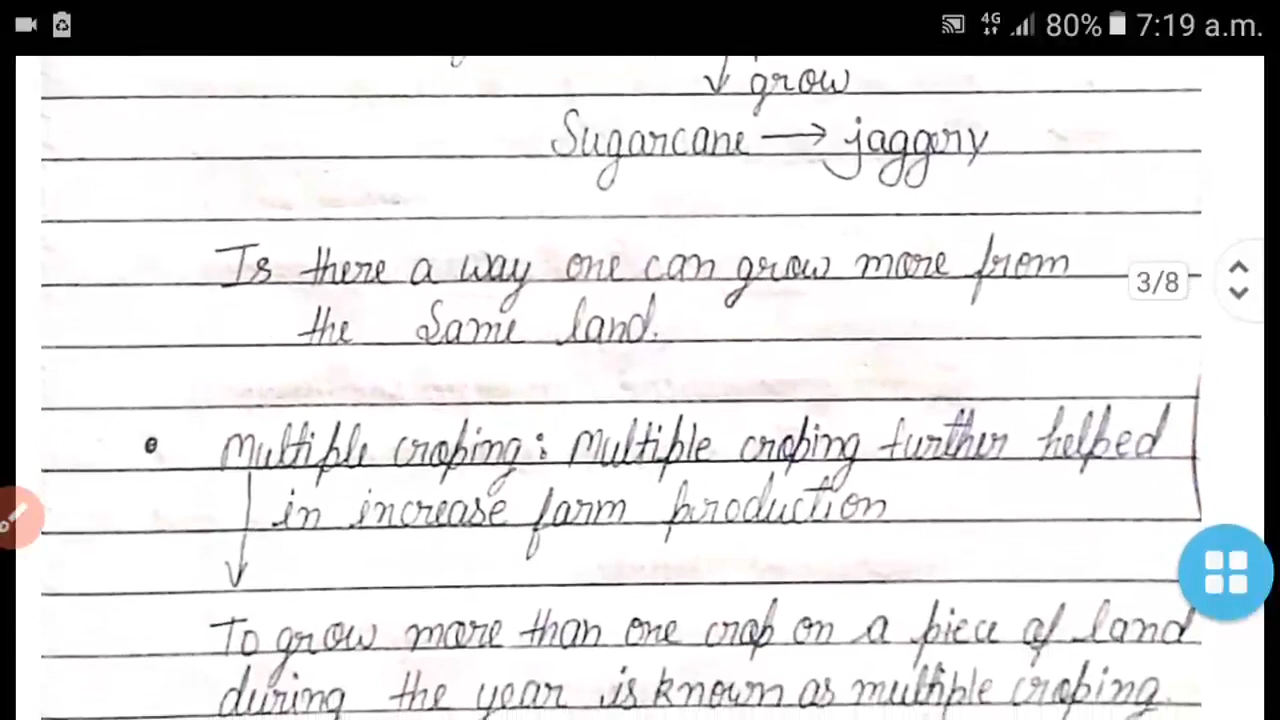 4G 80% 7:19 a.m.
↓ grow
Sugarcane → jaggery
Is there a way one can grow more from
3/8
the same land.
• Multiple croping: Multiple croping further helped
in increase farm production
To grow more than one crop on a piece of land
during the year is known as multiple croping.